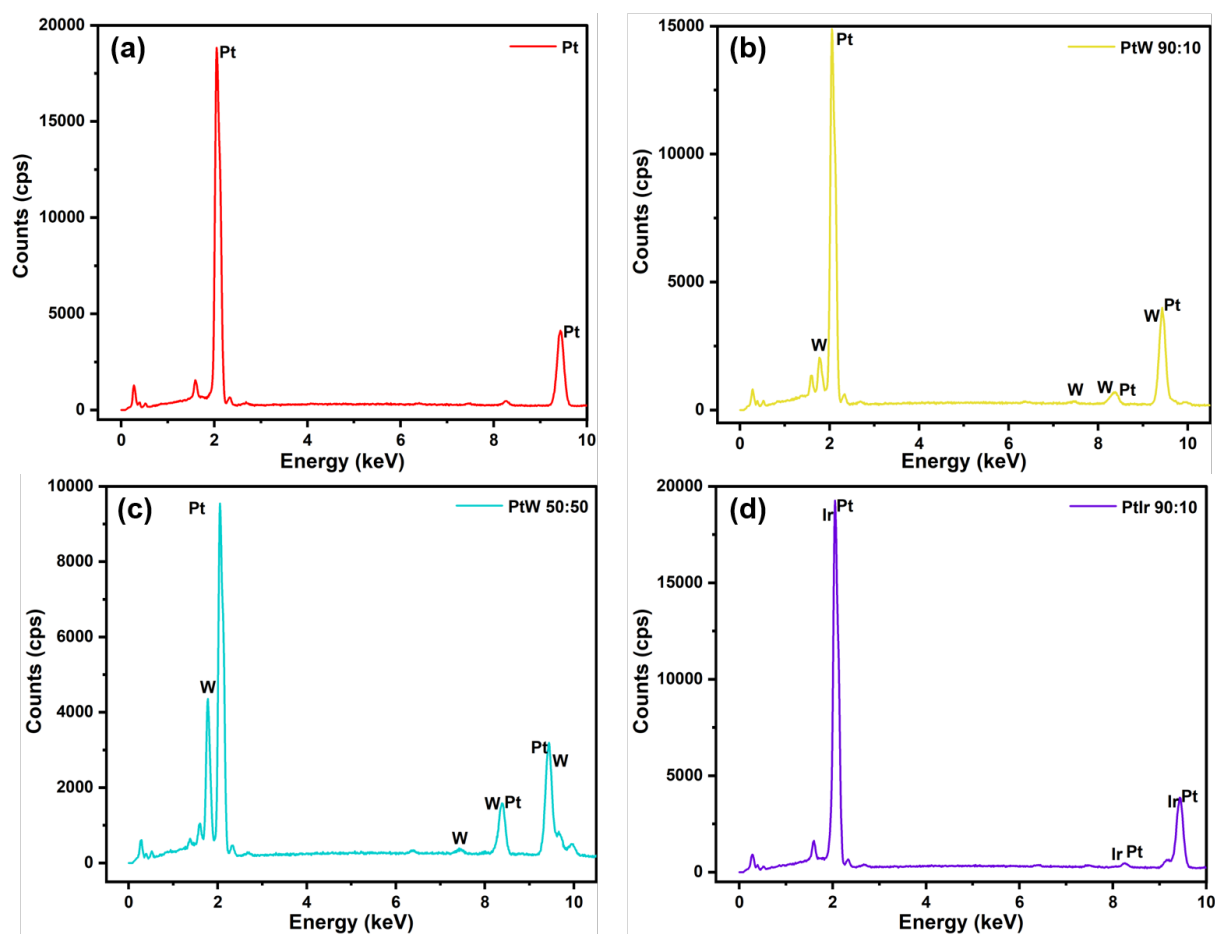 (a)
Pt
20000
15000
10000
5000
0
Counts (cps)
Pt
Pt
0 2 4 6 8 10
Energy (keV)
(b)
PtW 90:10
15000
10000
5000
0
Counts (cps)
Pt
W
W
W Pt
W Pt
0 2 4 6 8 10
Energy (keV)
(c)
PtW 50:50
10000
8000
6000
4000
2000
0
Counts (cps)
Pt
W
W
W Pt
Pt W
0 2 4 6 8 10
Energy (keV)
(d)
PtIr 90:10
20000
15000
10000
5000
0
Counts (cps)
Ir Pt
Ir Pt
Ir Pt
0 2 4 6 8 10
Energy (keV)